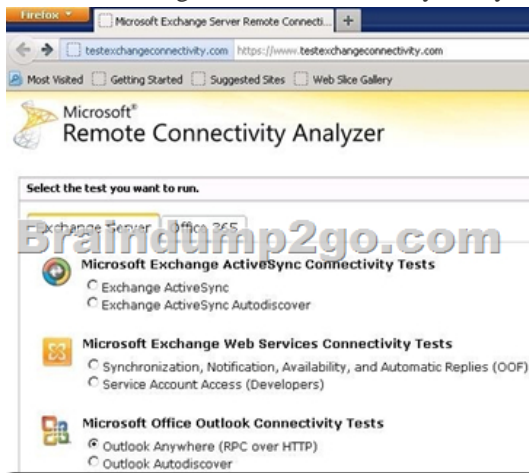 Firefox
Microsoft Exchange Server Remote Connecti... +
testexchangeconnectivity.com https://www.testexchangeconnectivity.com
Most Visited Getting Started Suggested Sites Web Slice Gallery
Microsoft®
Remote Connectivity Analyzer
Select the test you want to run.
Exchange Server Office 365
Braindump2go.com
Microsoft Exchange ActiveSync Connectivity Tests
Exchange ActiveSync
Exchange ActiveSync Autodiscover
Microsoft Exchange Web Services Connectivity Tests
Synchronization, Notification, Availability, and Automatic Replies (OOF)
Service Account Access (Developers)
Microsoft Office Outlook Connectivity Tests
Outlook Anywhere (RPC over HTTP)
Outlook Autodiscover